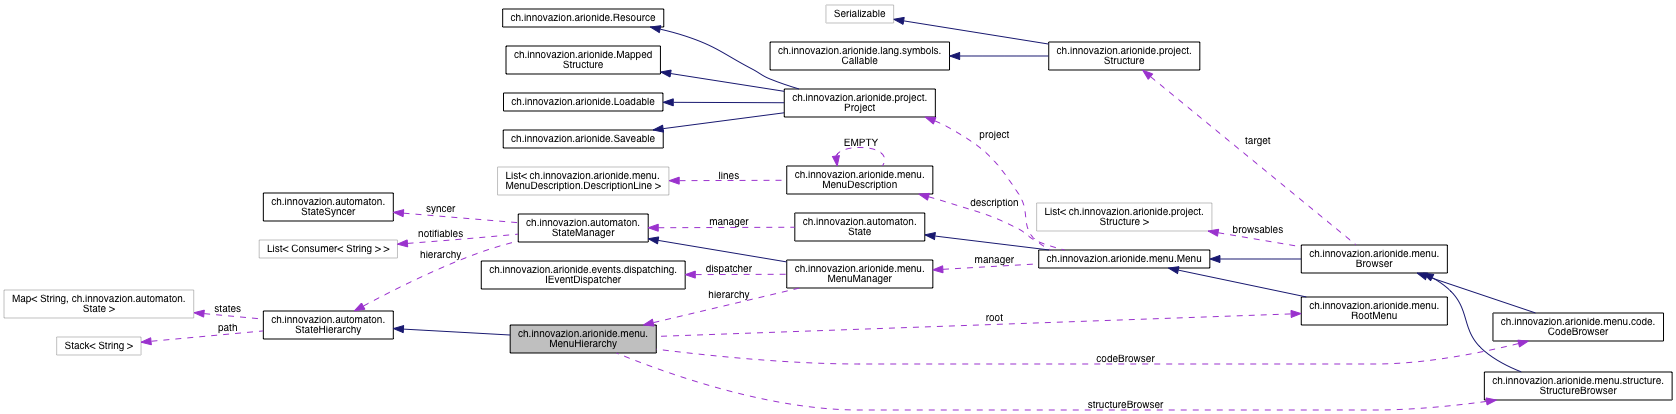 ch.innovazion.arionide.Resource
Serializable
ch.innovazion.arionide.Mapped
Structure
ch.innovazion.arionide.lang.symbols.
Callable
ch.innovazion.arionide.project.
Structure
ch.innovazion.arionide.Loadable
ch.innovazion.arionide.project.
Project
ch.innovazion.arionide.Saveable
project
target
EMPTY
List< ch.innovazion.arionide.menu.
MenuDescription.DescriptionLine >
lines
ch.innovazion.arionide.menu.
MenuDescription
description
ch.innovazion.automaton.
StateSyncer
syncer
ch.innovazion.automaton.
StateManager
manager
ch.innovazion.automaton.
State
List< ch.innovazion.arionide.project.
Structure >
browsables
List< Consumer< String > >
notifiables
hierarchy
ch.innovazion.arionide.events.dispatching.
IEventDispatcher
dispatcher
ch.innovazion.arionide.menu.
MenuManager
manager
ch.innovazion.arionide.menu.Menu
ch.innovazion.arionide.menu.
Browser
hierarchy
Map< String, ch.innovazion.automaton.
State >
states
path
Stack< String >
ch.innovazion.automaton.
StateHierarchy
ch.innovazion.arionide.menu.
MenuHierarchy
root
ch.innovazion.arionide.menu.
RootMenu
codeBrowser
ch.innovazion.arionide.menu.code.
CodeBrowser
structureBrowser
ch.innovazion.arionide.menu.structure.
StructureBrowser